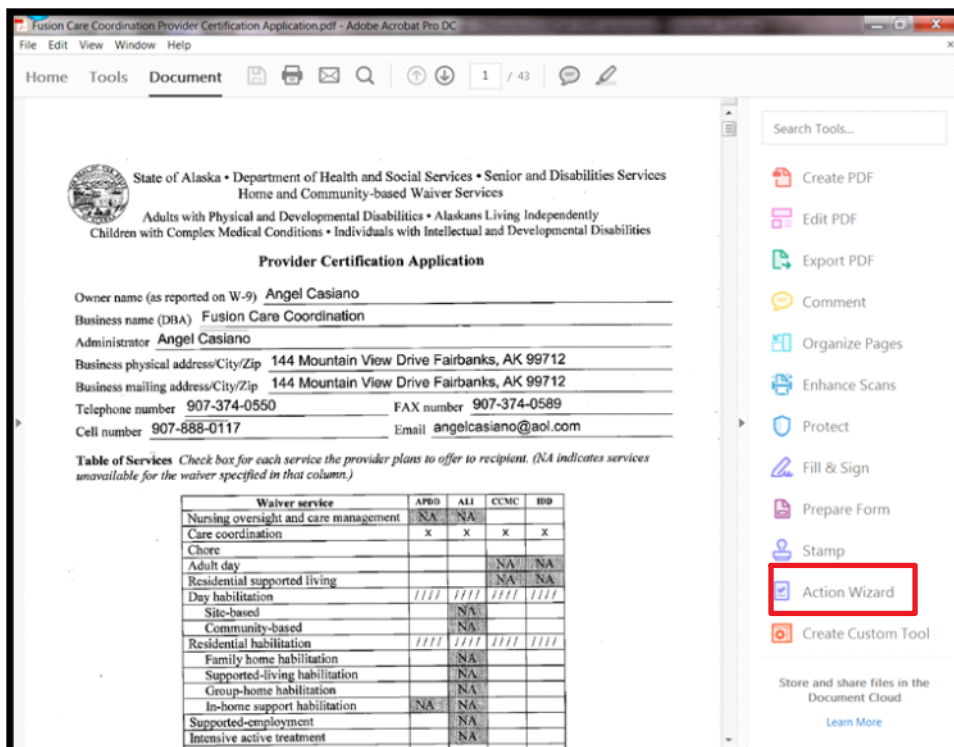 Fusion Care Coordination Provider Certification Application.pdf - Adobe Acrobat Pro DC
File Edit View Window Help
Home Tools Document 1 / 43
State of Alaska • Department of Health and Social Services • Senior and Disabilities Services
Home and Community-based Waiver Services
Adults with Physical and Developmental Disabilities • Alaskans Living Independently
Children with Complex Medical Conditions • Individuals with Intellectual and Developmental Disabilities
Provider Certification Application
Owner name (as reported on W-9) Angel Casiano
Business name (DBA) Fusion Care Coordination
Administrator Angel Casiano
Business physical address/City/Zip 144 Mountain View Drive Fairbanks, AK 99712
Business mailing address/City/Zip 144 Mountain View Drive Fairbanks, AK 99712
Telephone number 907-374-0550 FAX number 907-374-0589
Cell number 907-888-0117 Email angelcasiano@aol.com
Table of Services Check box for each service the provider plans to offer to recipient. (NA indicates services
unavailable for the waiver specified in that column.)
Waiver service APDD ALI CCMC IDD
Nursing oversight and care management NA NA
Care coordination x x x x
Chore
Adult day NA NA
Residential supported living NA NA
Day habilitation //// //// //// ////
Site-based NA
Community-based NA
Residential habilitation //// //// //// ////
Family home habilitation NA
Supported-living habilitation NA
Group-home habilitation NA
In-home support habilitation NA NA
Supported-employment NA
Intensive active treatment NA
Search Tools...
Create PDF
Edit PDF
Export PDF
Comment
Organize Pages
Enhance Scans
Protect
Fill & Sign
Prepare Form
Stamp
Action Wizard
Create Custom Tool
Store and share files in the
Document Cloud
Learn More